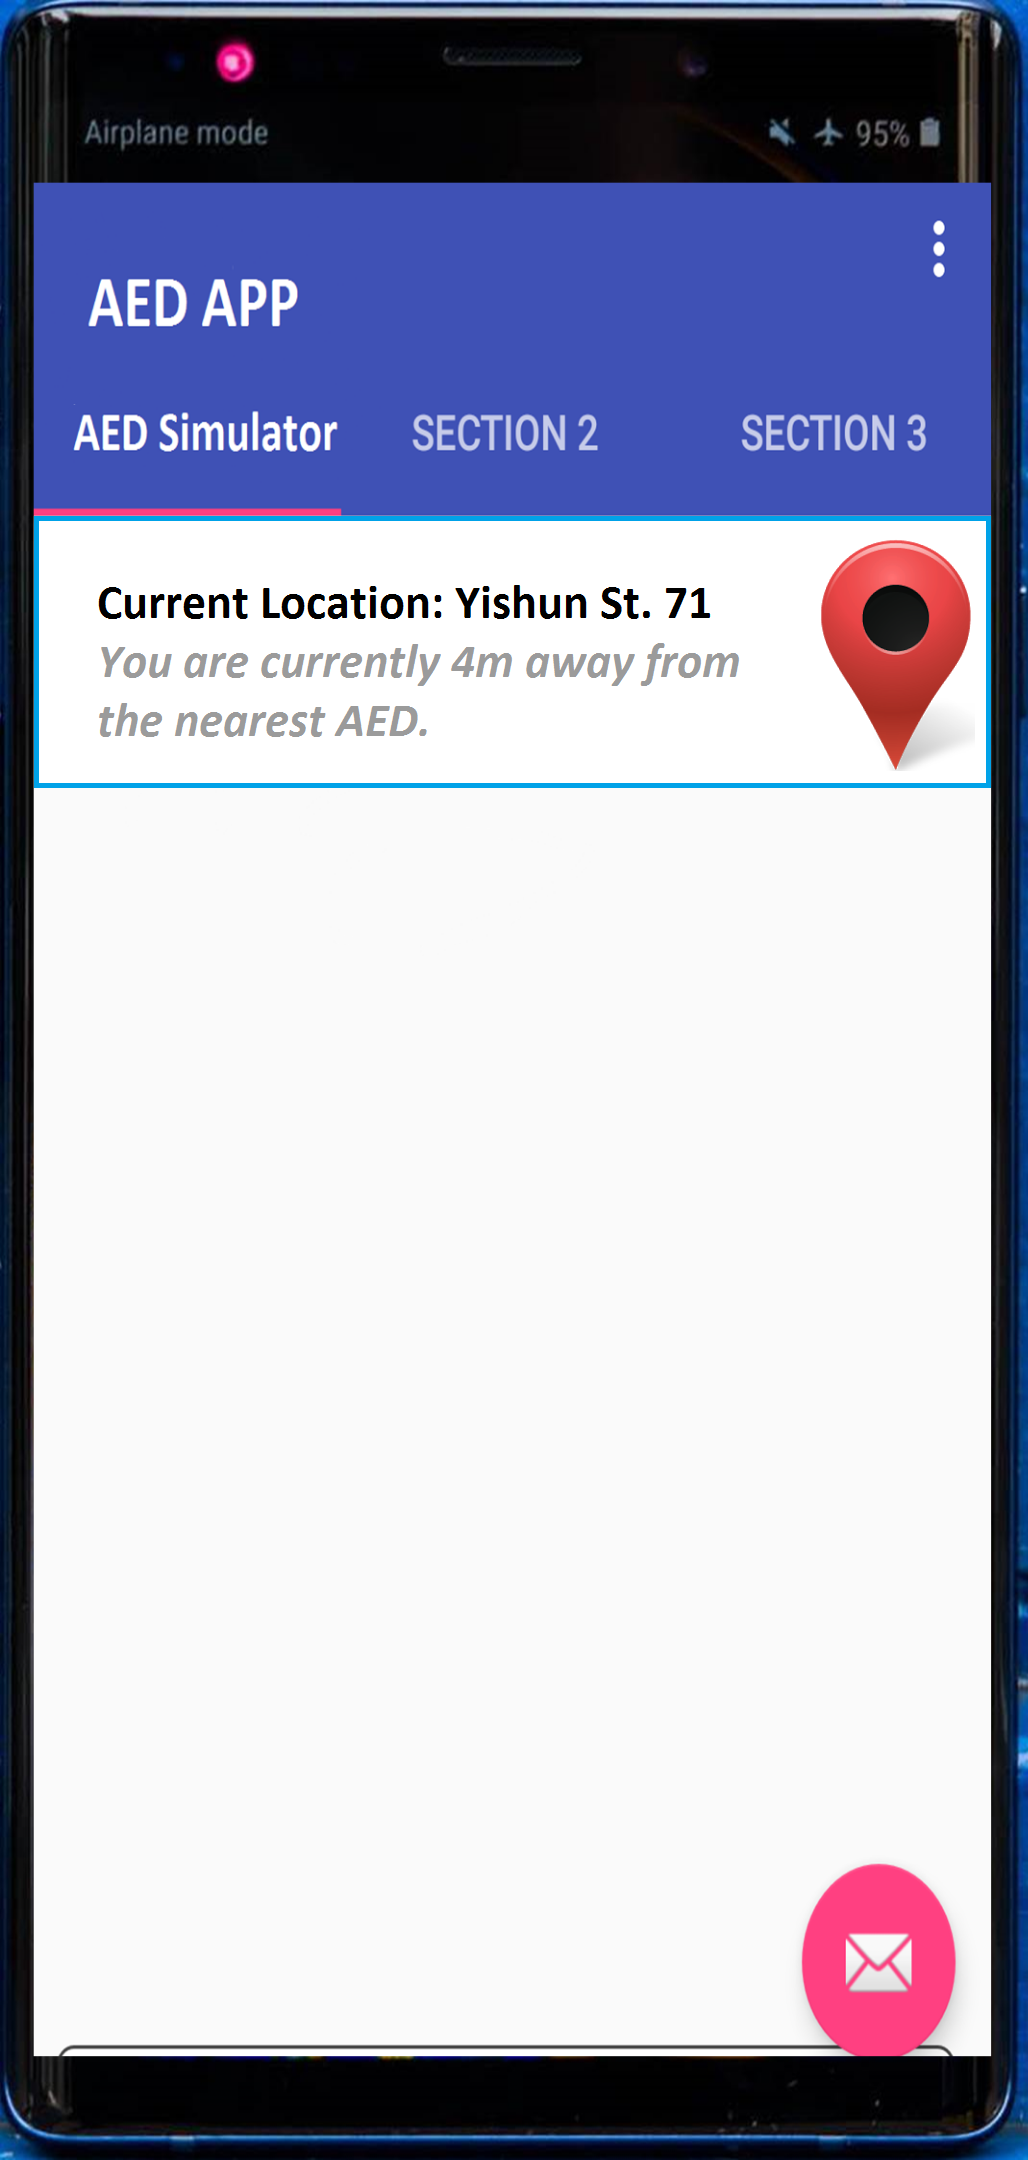 Airplane mode 95%
AED APP
AED Simulator SECTION 2 SECTION 3
Current Location: Yishun St. 71
You are currently 4m away from
the nearest AED.